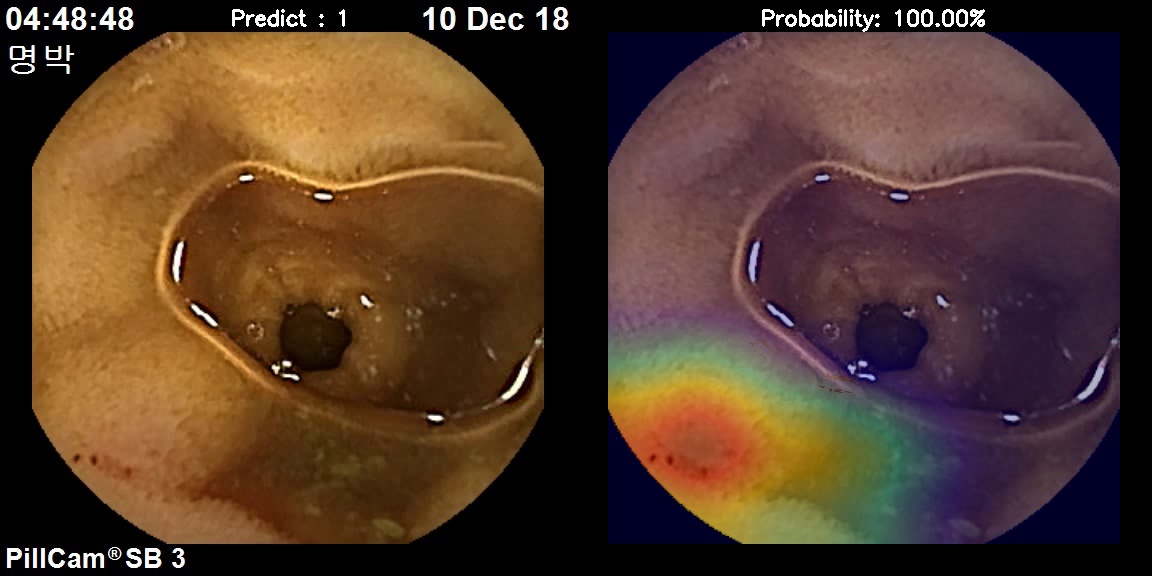 04:48:48 Predict : 1 10 Dec 18 Probability: 100.00%
명박
PillCam® SB 3